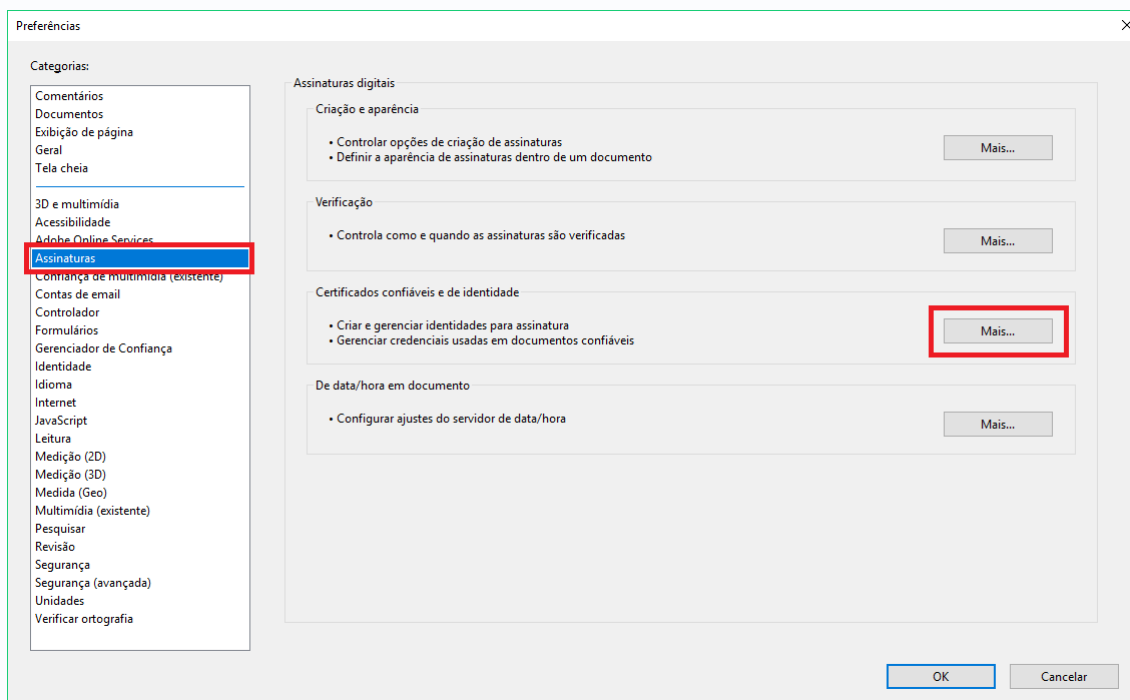 Preferências
Categorias:
Comentários
Documentos
Exibição de página
Geral
Tela cheia
3D e multimídia
Acessibilidade
Adobe Online Services
Assinaturas
Confiança de multimídia (existente)
Contas de email
Controlador
Formulários
Gerenciador de Confiança
Identidade
Idioma
Internet
JavaScript
Leitura
Medição (2D)
Medição (3D)
Medida (Geo)
Multimídia (existente)
Pesquisar
Revisão
Segurança
Segurança (avançada)
Unidades
Verificar ortografia
Assinaturas digitais
Criação e aparência
• Controlar opções de criação de assinaturas
• Definir a aparência de assinaturas dentro de um documento
Mais...
Verificação
• Controla como e quando as assinaturas são verificadas
Mais...
Certificados confiáveis e de identidade
• Criar e gerenciar identidades para assinatura
• Gerenciar credenciais usadas em documentos confiáveis
Mais...
De data/hora em documento
• Configurar ajustes do servidor de data/hora
Mais...
OK
Cancelar